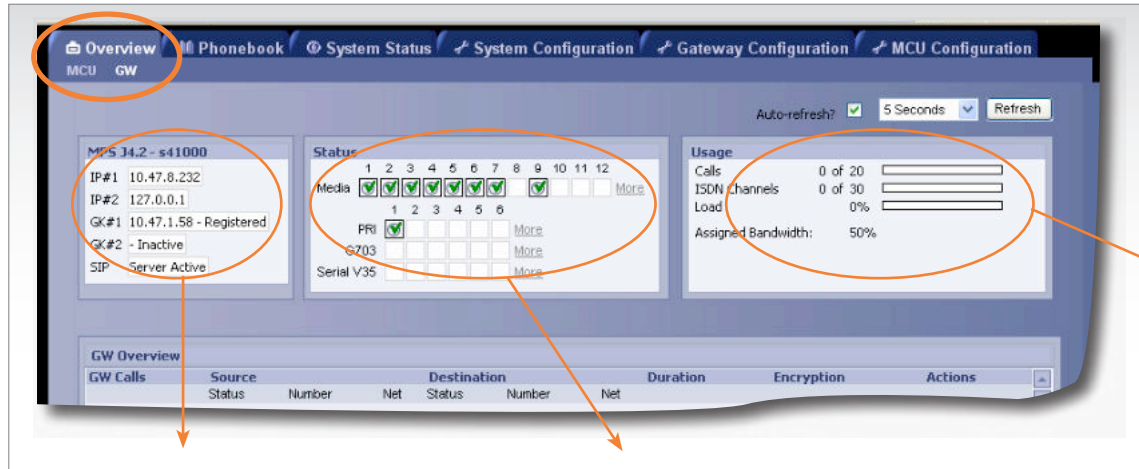 Overview Phonebook System Status System Configuration Gateway Configuration MCU Configuration
MCU GW
Auto-refresh? 5 Seconds Refresh
MPS J4.2 - s41000
IP#1 10.47.8.232
IP#2 127.0.0.1
GK#1 10.47.1.58 - Registered
GK#2 - Inactive
SIP Server Active
Status
1 2 3 4 5 6 7 8 9 10 11 12
Media More
1 2 3 4 5 6
PRI More
G703 More
Serial V35 More
Usage
Calls 0 of 20
ISDN Channels 0 of 30
Load 0%
Assigned Bandwidth: 50%
GW Overview
GW Calls Source Destination Duration Encryption Actions
Status Number Net Status Number Net